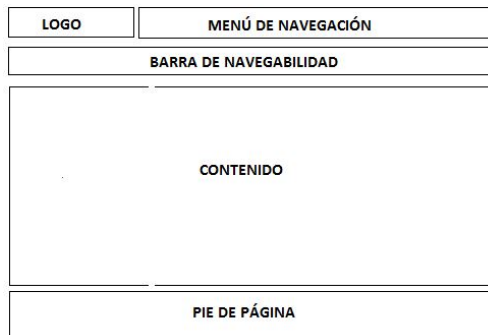 LOGO
MENÚ DE NAVEGACIÓN
BARRA DE NAVEGABILIDAD
CONTENIDO
PIE DE PÁGINA